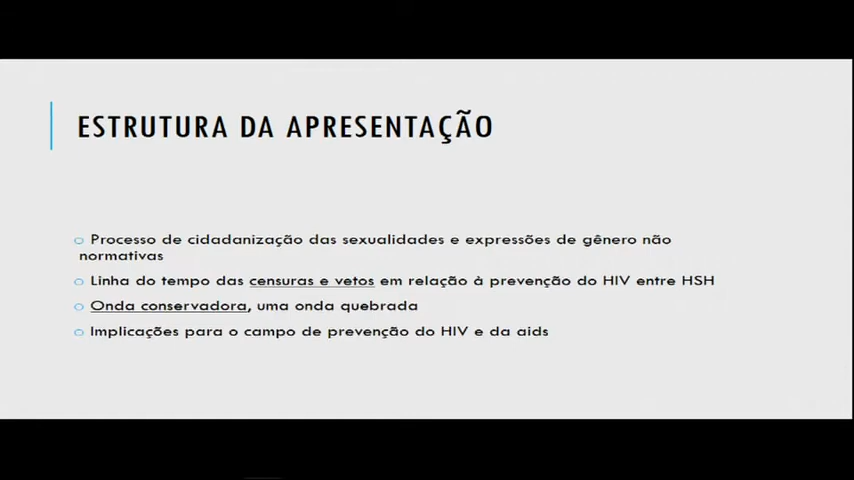 ESTRUTURA DA APRESENTAÇÃO
Processo de cidadanização das sexualidades e expressões de gênero não
normativas
Linha do tempo das censuras e vetos em relação à prevenção do HIV entre HSH
Onda conservadora, uma onda quebrada
Implicações para o campo de prevenção do HIV e da aids